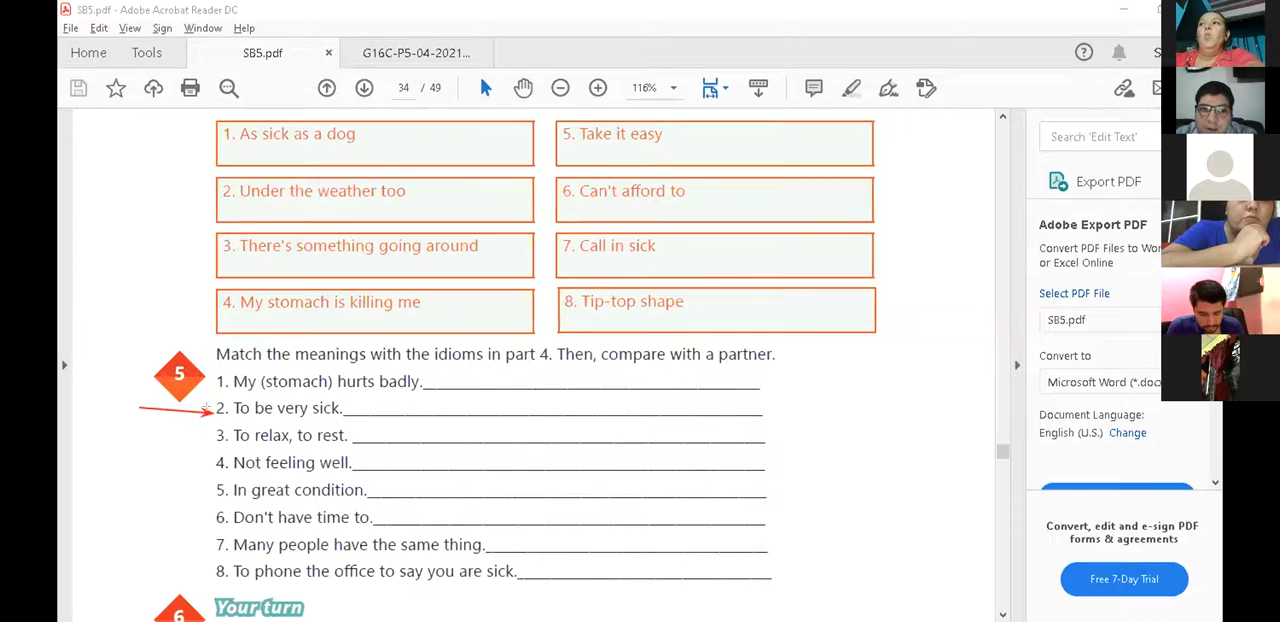 SB5.pdf - Adobe Acrobat Reader DC
File Edit View Sign Window Help
Home Tools SB5.pdf × G16C-P5-04-2021...
34 / 49 116%
1. As sick as a dog
5. Take it easy
2. Under the weather too
6. Can't afford to
3. There's something going around
7. Call in sick
4. My stomach is killing me
8. Tip-top shape
5
Match the meanings with the idioms in part 4. Then, compare with a partner.
1. My (stomach) hurts badly.
2. To be very sick.
3. To relax, to rest.
4. Not feeling well.
5. In great condition.
6. Don't have time to.
7. Many people have the same thing.
8. To phone the office to say you are sick.
6
Your turn
Search 'Edit Text'
Export PDF
Adobe Export PDF
Convert PDF Files to
or Excel Online
Select PDF File
SB5.pdf
Convert to
Microsoft Word (*.doc
Document Language:
English (U.S.) Change
Convert, edit and e-sign PDF
forms & agreements
Free 7-Day Trial